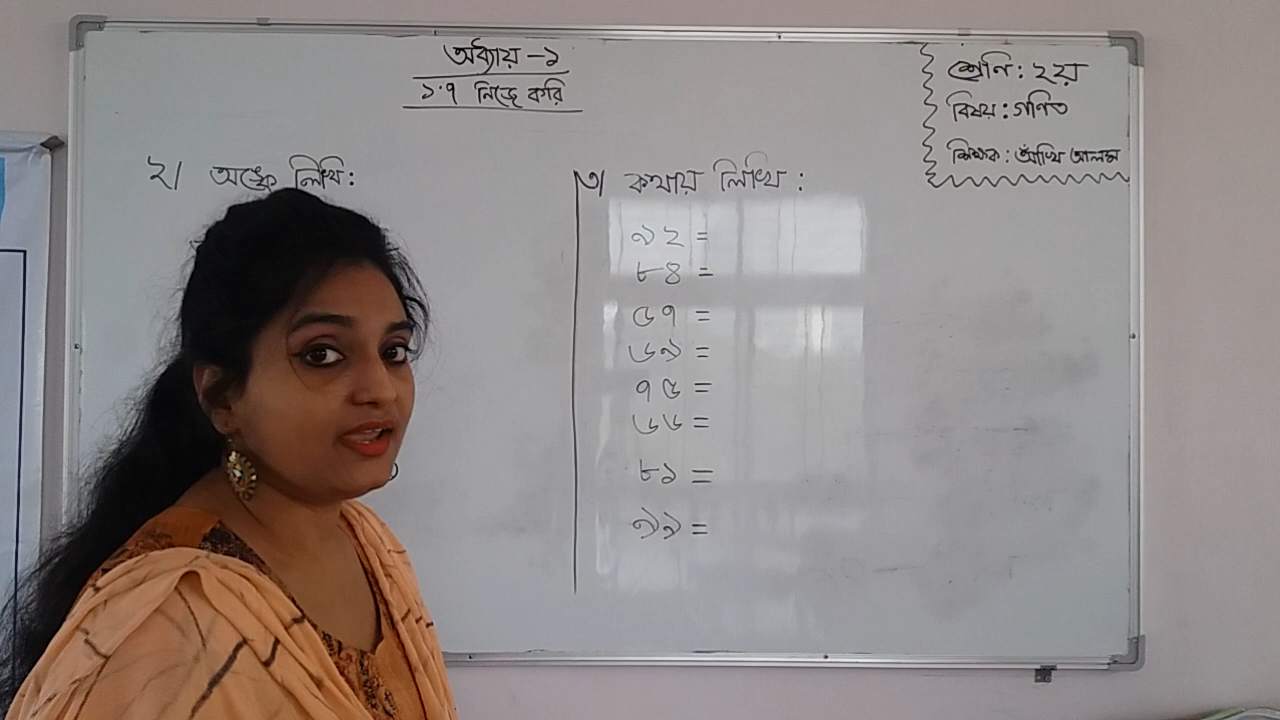 অধ্যায় -১
১.৭ নিজে করি
শ্রেণি: ২য়
বিষয়: গণিত
শিক্ষক: আঁখি আলম
২। অঙ্কে লিখি:
৩। কথায় লিখি:
৯২ =
৮৪ =
৫৭ =
৬৯ =
৭৫ =
৬৬ =
৮১ =
৯৯ =